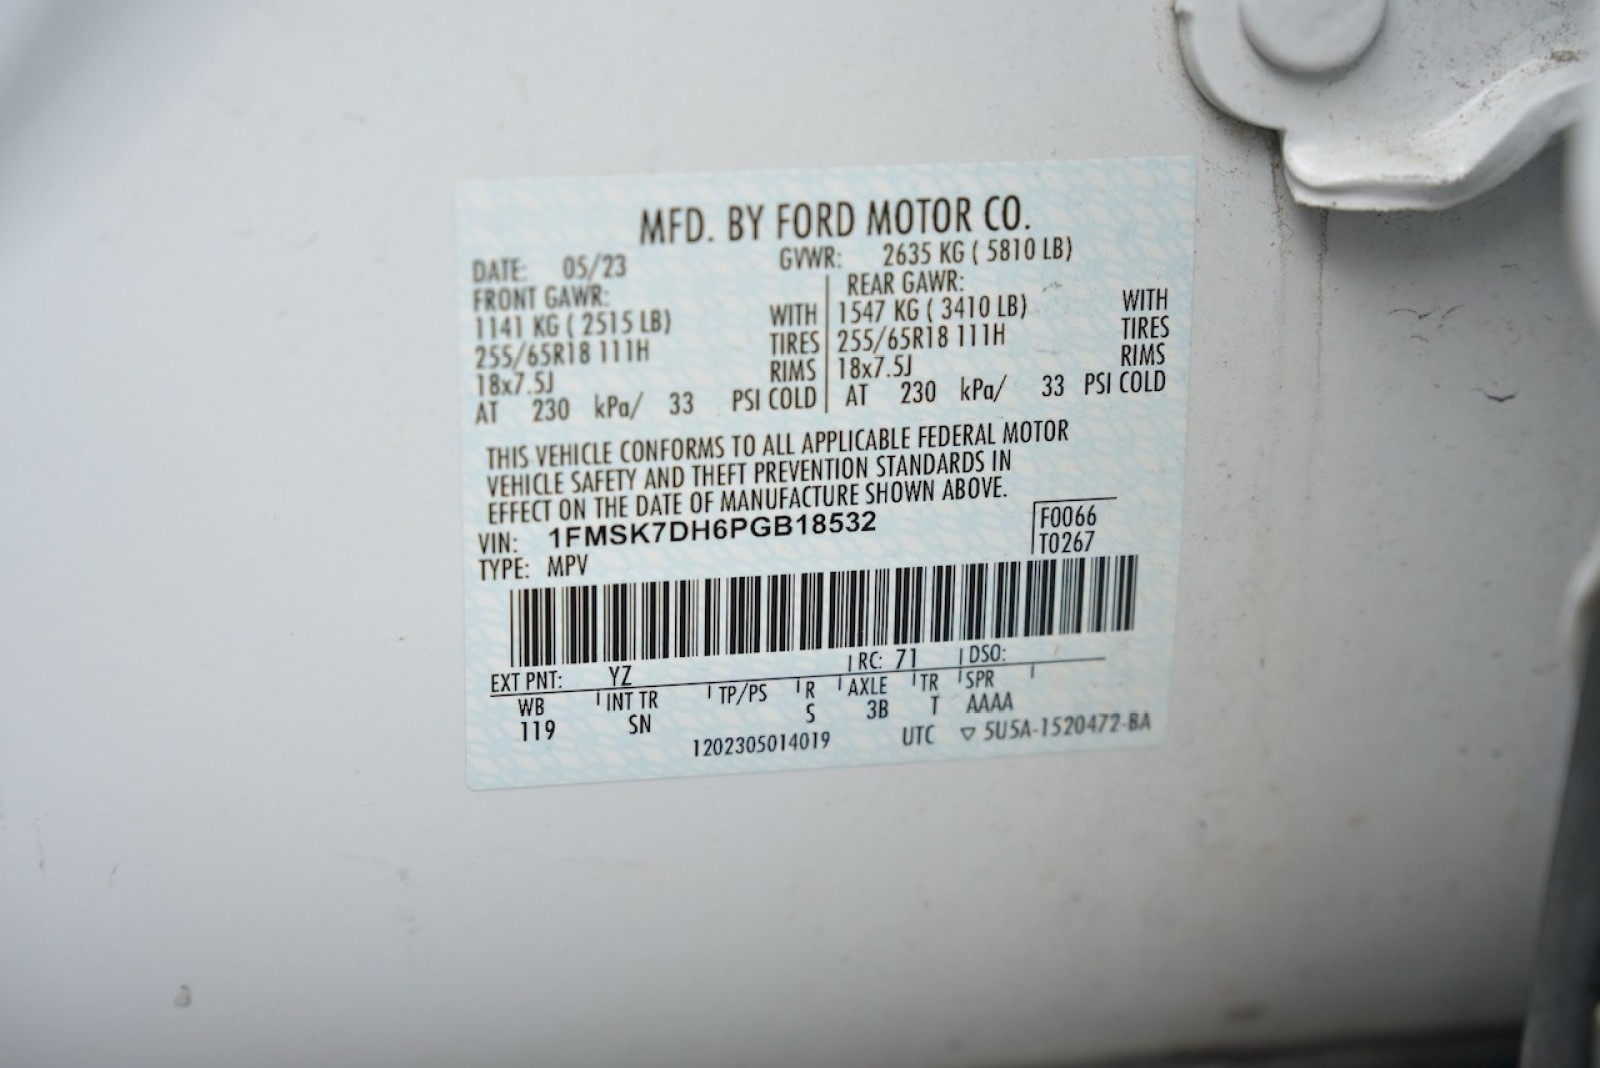 MFD. BY FORD MOTOR CO.
DATE: 05/23 GVWR: 2635 KG ( 5810 LB)
FRONT GAWR: REAR GAWR:
1141 KG ( 2515 LB) WITH 1547 KG ( 3410 LB) WITH
255/65R18 111H TIRES 255/65R18 111H TIRES
18x7.5J RIMS 18x7.5J RIMS
AT 230 kPa/ 33 PSI COLD AT 230 kPa/ 33 PSI COLD
THIS VEHICLE CONFORMS TO ALL APPLICABLE FEDERAL MOTOR
VEHICLE SAFETY AND THEFT PREVENTION STANDARDS IN
EFFECT ON THE DATE OF MANUFACTURE SHOWN ABOVE.
VIN: 1FMSK7DH6PGB18532 F0066
TYPE: MPV T0267
EXT PNT: YZ RC: 71 DSO:
WB INT TR TP/PS R AXLE TR SPR
119 SN S 3B T AAAA
1202305014019 UTC ▽ 5U5A-1520472-BA